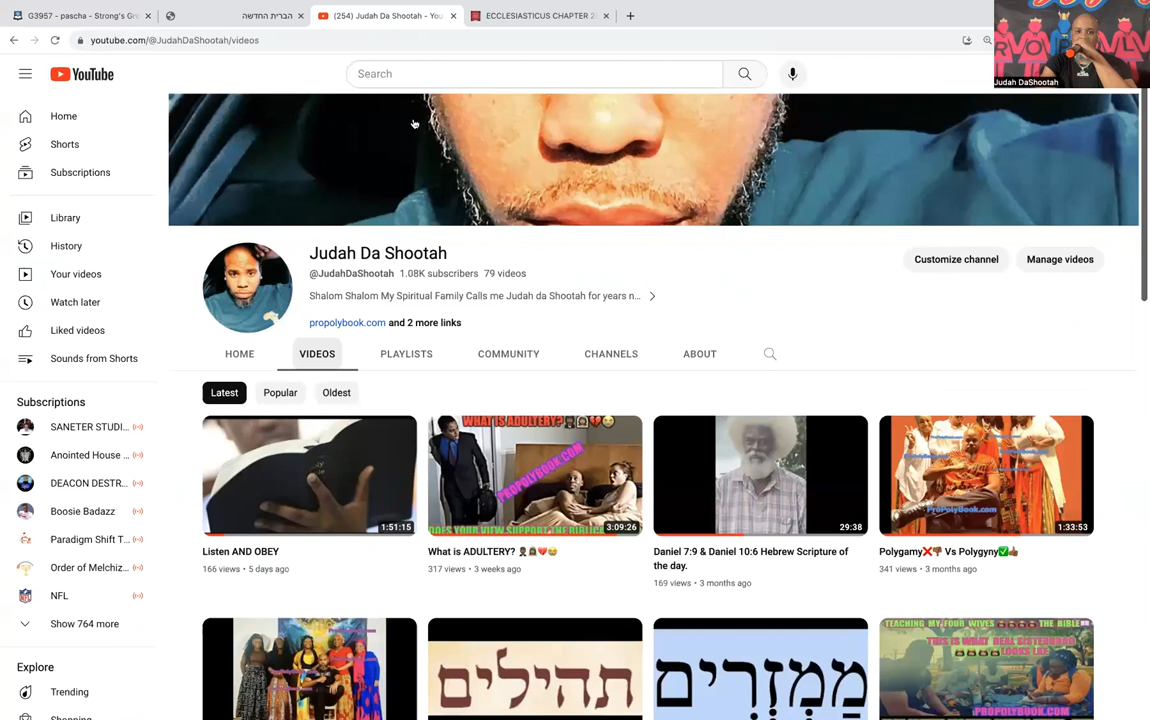 G3957 - pascha - Strong's Gre
הברית החדשה
(254) Judah Da Shootah - You
ECCLESIASTICUS CHAPTER 2
youtube.com/@JudahDaShootah/videos
Judah DaShootah
YouTube
Search
Home
Shorts
Subscriptions
Library
History
Your videos
Watch later
Liked videos
Sounds from Shorts
Subscriptions
SANETER STUDI...
Anointed House ...
DEACON DESTR...
Boosie Badazz
Paradigm Shift T...
Order of Melchiz...
NFL
Show 764 more
Explore
Trending
Shopping
Judah Da Shootah
@JudahDaShootah 1.08K subscribers 79 videos
Shalom Shalom My Spiritual Family Calls me Judah da Shootah for years n...
propolybook.com and 2 more links
Customize channel
Manage videos
HOME VIDEOS PLAYLISTS COMMUNITY CHANNELS ABOUT
Latest Popular Oldest
1:51:15
Listen AND OBEY
166 views • 5 days ago
WHAT IS ADULTERY?
PROPOLYBOOK.COM
DOES YOUR VIEW SUPPORT THE BIBLIC
3:09:26
What is ADULTERY?
317 views • 3 weeks ago
29:38
Daniel 7:9 & Daniel 10:6 Hebrew Scripture of
the day.
169 views • 3 months ago
ProPolyBook.com
1:33:53
Polygamy❌👎🏾 Vs Polygyny✅👍🏾
341 views • 3 months ago
תהילים
ממזרים
TEACHING MY FOUR WIVES THE BIBLE
THIS IS WHAT REAL SISTERHOOD
LOOKS LIKE
PROPOLYBOOK.COM